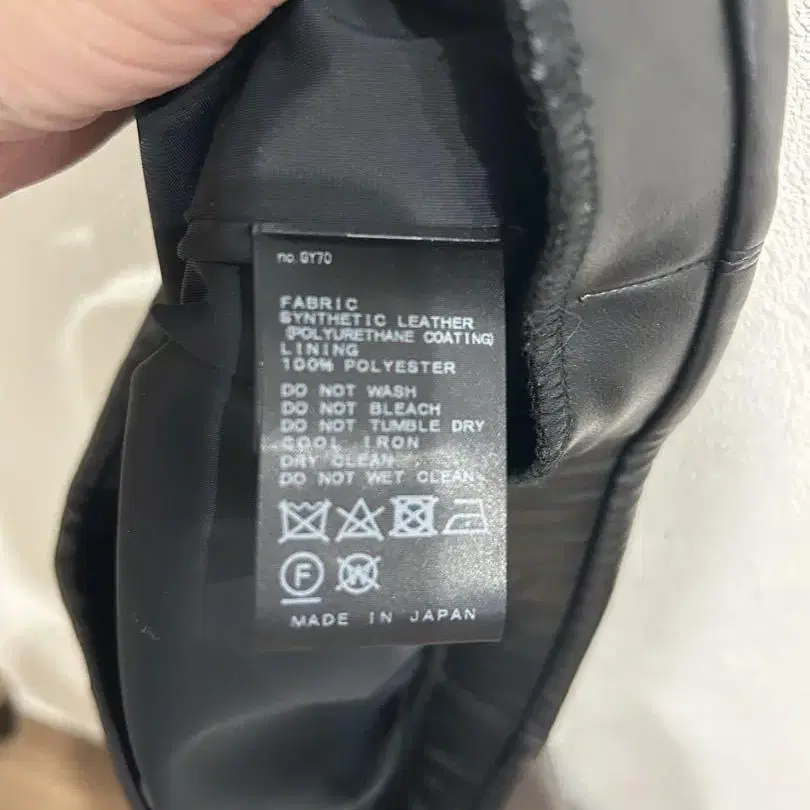 no.GY70
FABRIC
SYNTHETIC LEATHER
(POLYURETHANE COATING)
LINING
100% POLYESTER
DO NOT WASH
DO NOT BLEACH
DO NOT TUMBLE DRY
COOL IRON
DRY CLEAN
DO NOT WET CLEAN
F W
MADE IN JAPAN